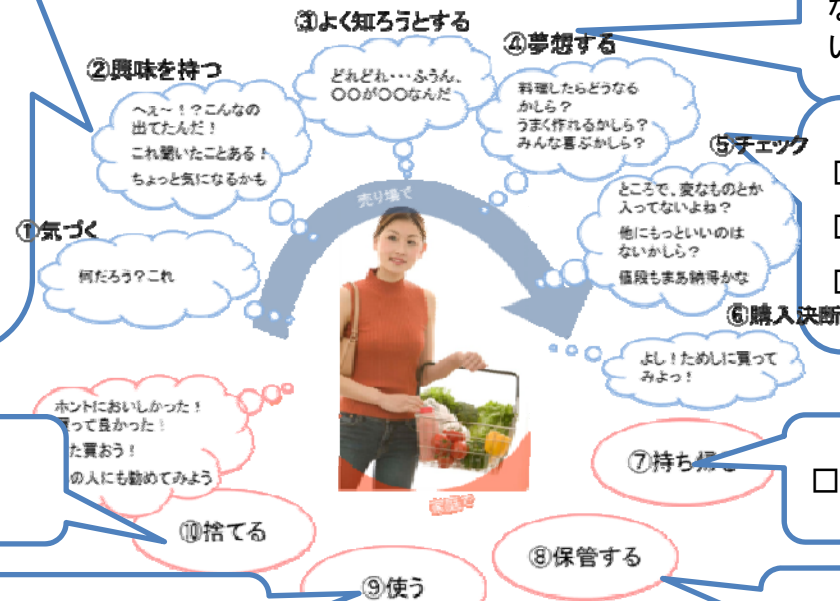 ③よく知ろうとする
④夢想する
②興味を持つ
どれどれ・・・ふうん、
〇〇が〇〇なんだ
料理したらどうなる
かしら?
うまく作れるかしら?
みんな喜ぶかしら?
へぇ～!?こんなの
出てたんだ!
これ聞いたことある!
ちょっと気になるかも
⑤チェック
ところで、変なものとか
入ってないよね?
他にもっといいのは
ないかしら?
値段もまあ納得かな
売り場で
①気づく
何だろう?これ
⑥購入決断
よし!ためしに買って
みよっ!
ホントにおいしかった!
って良かった!
た買おう!
の人にも勧めてみよう
⑦持ち帰る
家庭で
⑩捨てる
⑧保管する
⑨使う